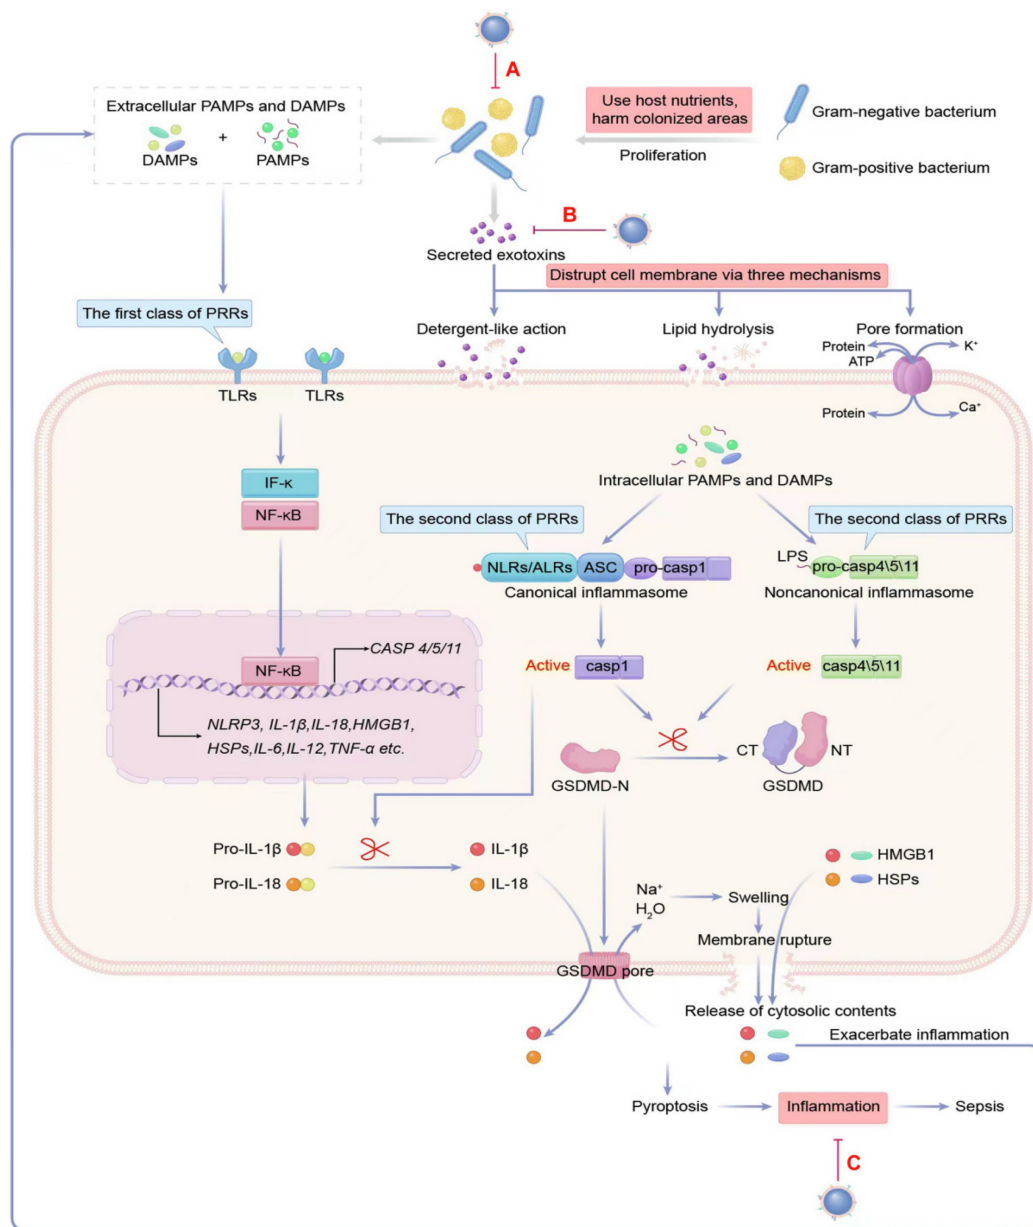 A
Extracellular PAMPs and DAMPs
+
DAMPs
PAMPs
Use host nutrients,
harm colonized areas
Proliferation
Gram-negative bacterium
Gram-positive bacterium
B
Secreted exotoxins
Distrupt cell membrane via three mechanisms
The first class of PRRs
Detergent-like action
Lipid hydrolysis
Pore formation
Protein
ATP
K⁺
TLRs
TLRs
Protein
Ca⁺
Intracellular PAMPs and DAMPs
IF-κ
NF-κB
The second class of PRRs
The second class of PRRs
NLRs/ALRs
ASC
pro-casp1
LPS
pro-casp4\5\11
Canonical inflammasome
Noncanonical inflammasome
CASP 4/5/11
NF-κB
Active
casp1
Active
casp4\5\11
NLRP3, IL-1β,IL-18,HMGB1,
HSPs,IL-6,IL-12,TNF-α etc.
CT
NT
GSDMD-N
GSDMD
Pro-IL-1β
IL-1β
Pro-IL-18
IL-18
HMGB1
HSPs
Na⁺
H₂O
Swelling
Membrane rupture
GSDMD pore
Release of cytosolic contents
Exacerbate inflammation
Pyroptosis
Inflammation
Sepsis
C